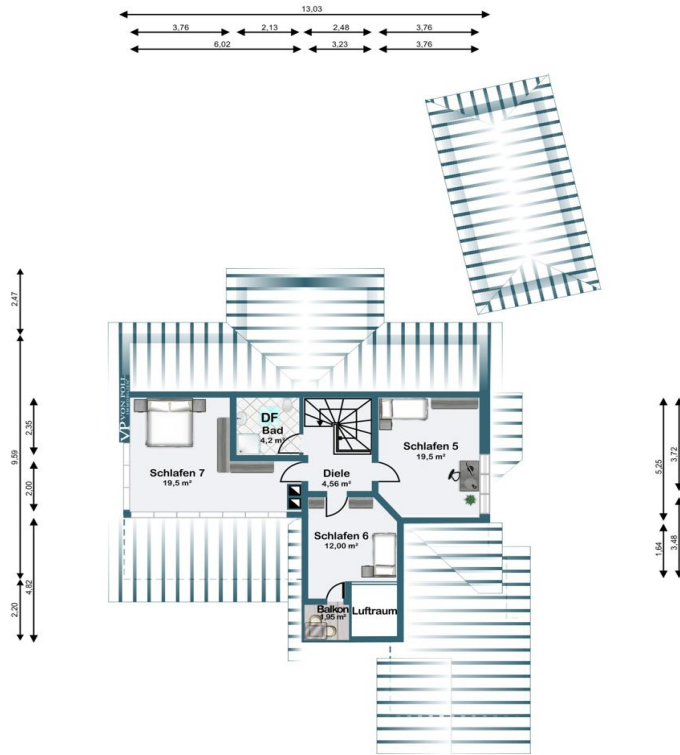 13,03
3,76 2,13 2,48 3,76
6,02 3,23 3,76
2,47
9,59
2,35
2,00
4,82
2,20
5,25
3,72
1,64
3,48
VP VON POLL
DF
Bad
4,2 m²
Schlafen 5
19,5 m²
Schlafen 7
19,5 m²
Diele
4,56 m²
Schlafen 6
12,00 m²
Balkon
1,95 m²
Luftraum